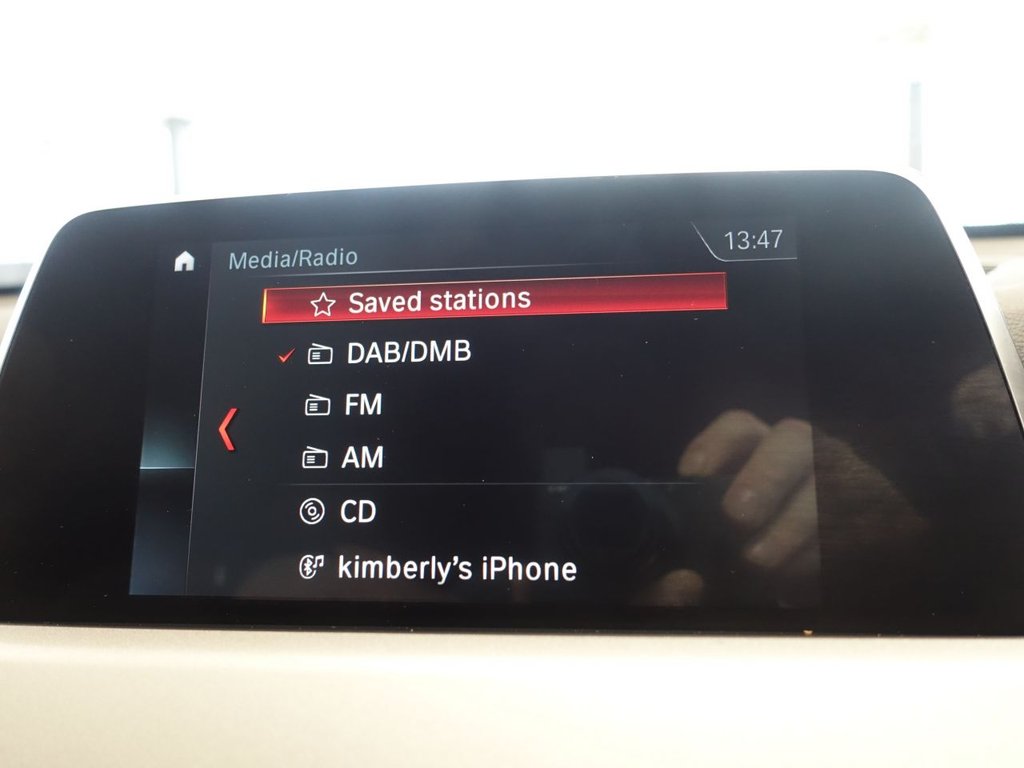 Media/Radio
13:47
Saved stations
DAB/DMB
FM
AM
CD
kimberly's iPhone